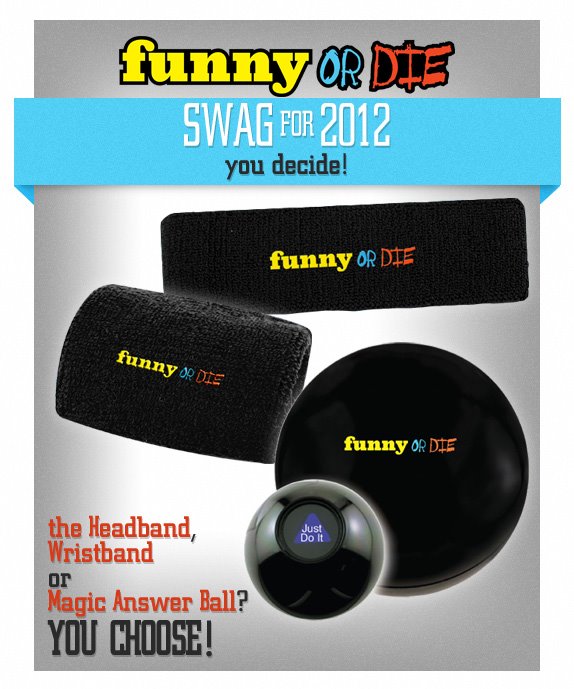 funny OR DIE
SWAG FOR 2012
you decide!
funny OR DIE
funny OR DIE
funny OR DIE
Just
Do It
the Headband,
Wristband
or
Magic Answer Ball?
YOU CHOOSE!